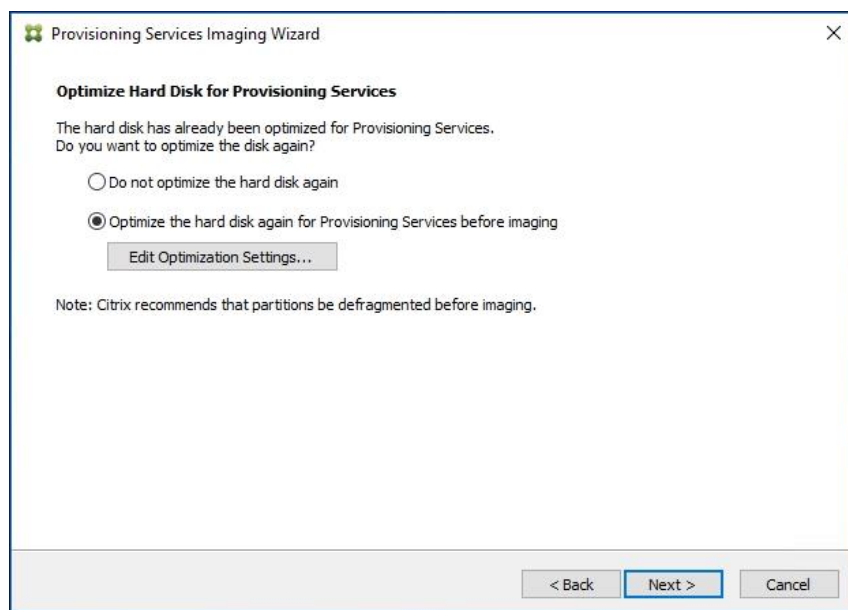 Provisioning Services Imaging Wizard
Optimize Hard Disk for Provisioning Services
The hard disk has already been optimized for Provisioning Services.
Do you want to optimize the disk again?
Do not optimize the hard disk again
Optimize the hard disk again for Provisioning Services before imaging
Edit Optimization Settings...
Note: Citrix recommends that partitions be defragmented before imaging.
< Back Next > Cancel